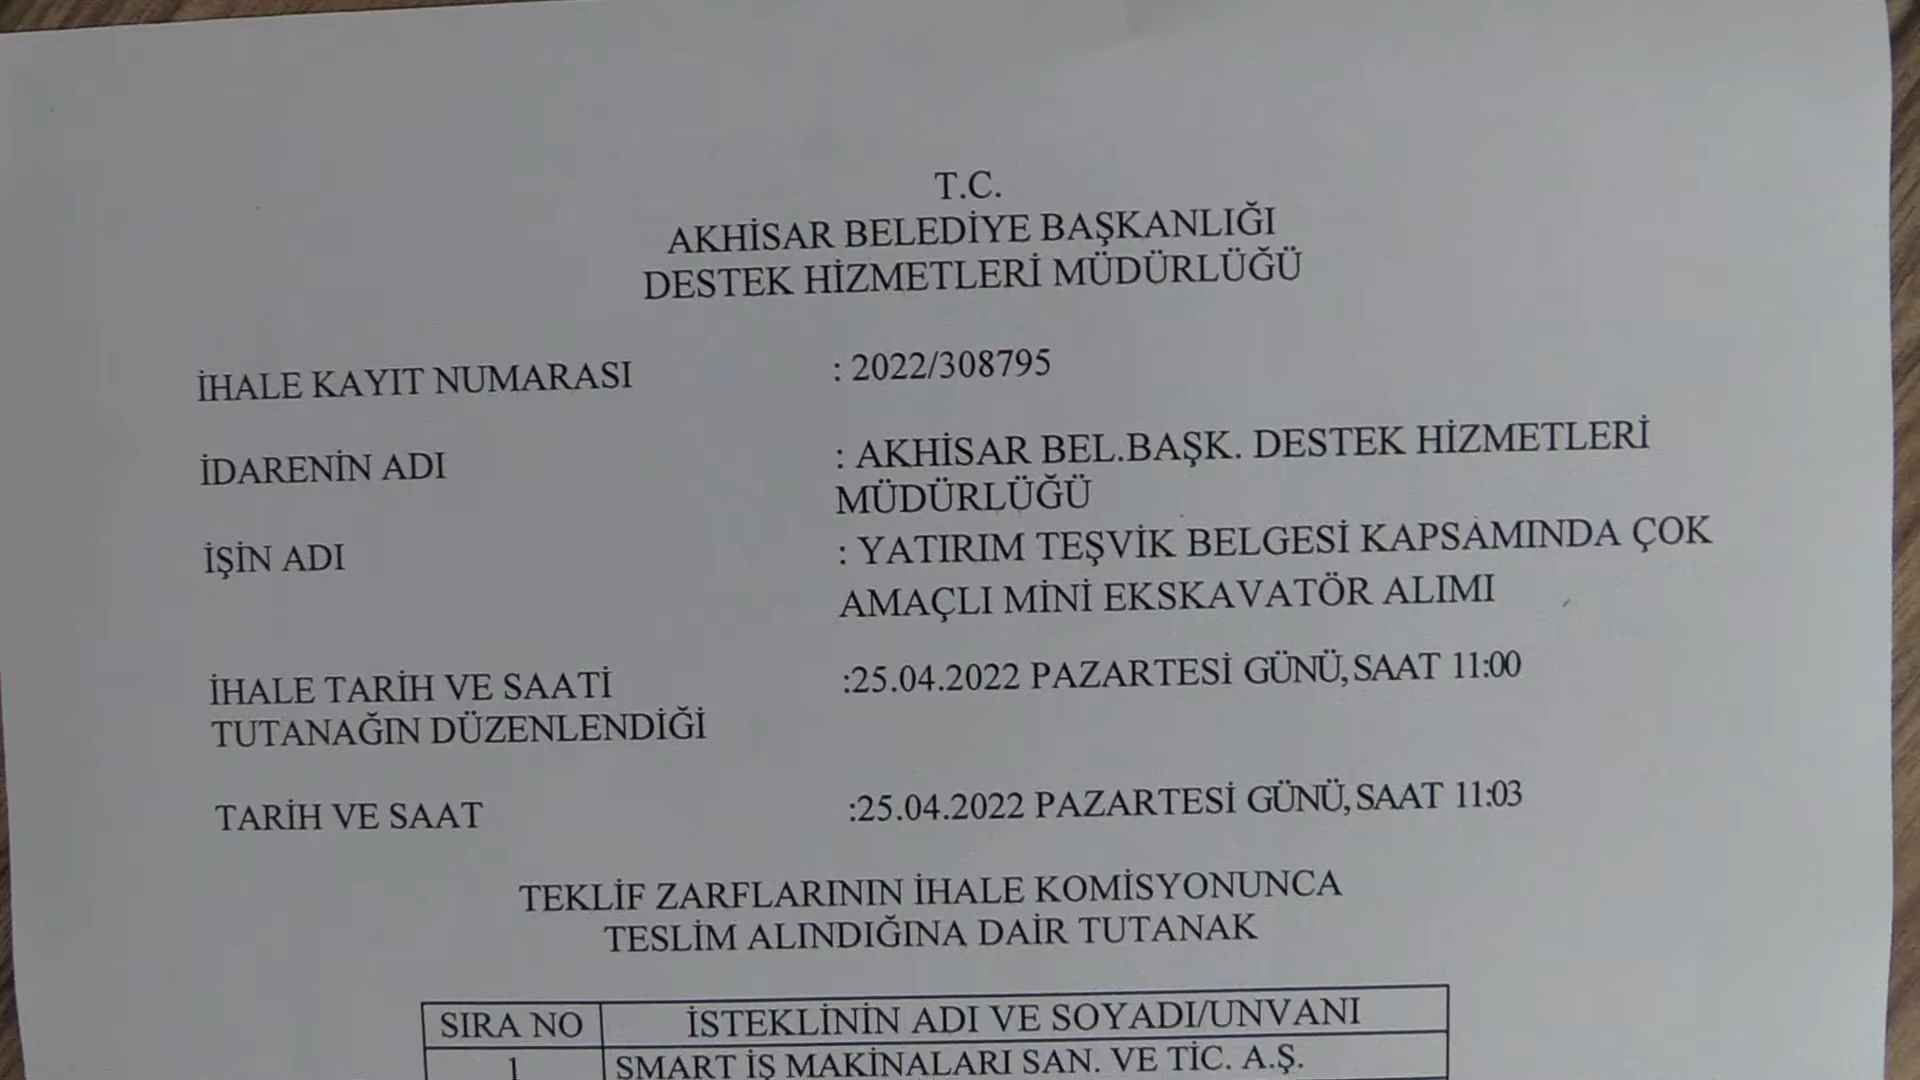 T.C.
AKHİSAR BELEDİYE BAŞKANLIĞI
DESTEK HİZMETLERİ MÜDÜRLÜĞÜ
İHALE KAYIT NUMARASI : 2022/308795
İDARENİN ADI : AKHİSAR BEL.BAŞK. DESTEK HİZMETLERİ
MÜDÜRLÜĞÜ
İŞİN ADI : YATIRIM TEŞVİK BELGESİ KAPSAMINDA ÇOK
AMAÇLI MİNİ EKSKAVATÖR ALIMI
İHALE TARİH VE SAATİ :25.04.2022 PAZARTESİ GÜNÜ,SAAT 11:00
TUTANAĞIN DÜZENLENDİĞİ
TARİH VE SAAT :25.04.2022 PAZARTESİ GÜNÜ,SAAT 11:03
TEKLİF ZARFLARININ İHALE KOMİSYONUNCA
TESLİM ALINDIĞINA DAİR TUTANAK
SIRA NO İSTEKLİNİN ADI VE SOYADI/UNVANI
1 SMART İŞ MAKİNALARI SAN. VE TİC. A.Ş.